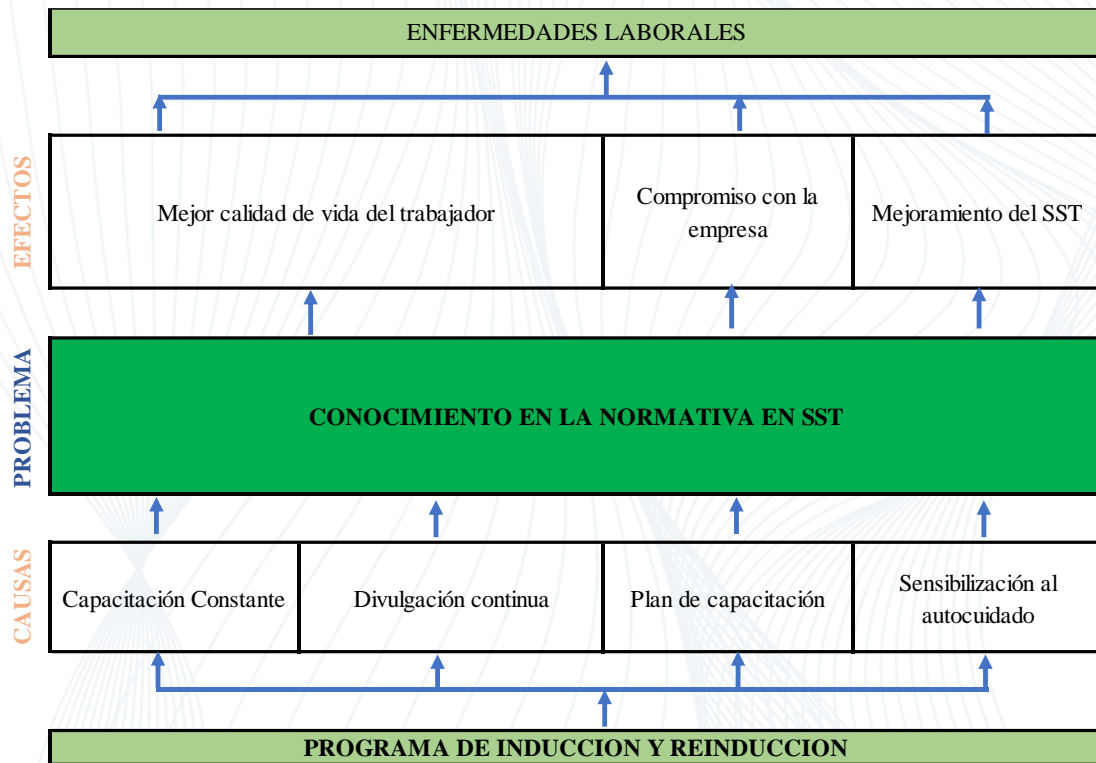 ENFERMEDADES LABORALES
EFECTOS
Mejor calidad de vida del trabajador
Compromiso con la
empresa
Mejoramiento del SST
PROBLEMA
CONOCIMIENTO EN LA NORMATIVA EN SST
CAUSAS
Capacitación Constante
Divulgación continua
Plan de capacitación
Sensibilización al
autocuidado
PROGRAMA DE INDUCCION Y REINDUCCION